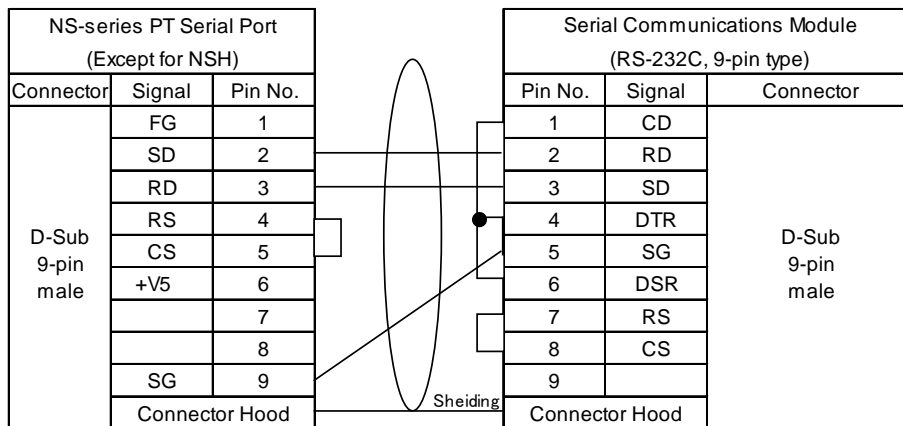 NS-series PT Serial Port
(Except for NSH)
Serial Communications Module
(RS-232C, 9-pin type)
Connector Signal Pin No. Pin No. Signal Connector
FG 1 1 CD
SD 2 2 RD
RD 3 3 SD
RS 4 4 DTR
CS 5 5 SG
+V5 6 6 DSR
7 7 RS
8 8 CS
SG 9 9
D-Sub
9-pin
male
D-Sub
9-pin
male
Connector Hood Sheiding Connector Hood